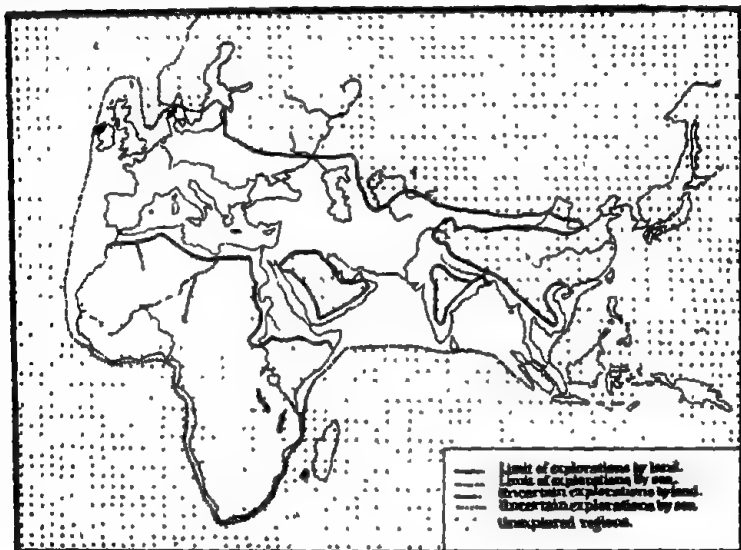 Limit of explorations by land.
Limit of explorations by sea.
Uncertain explorations by land.
Uncertain explorations by sea.
Unexplored regions.